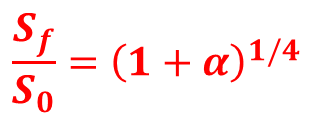 S_f/S_0 = (1 + α)^{1/4}